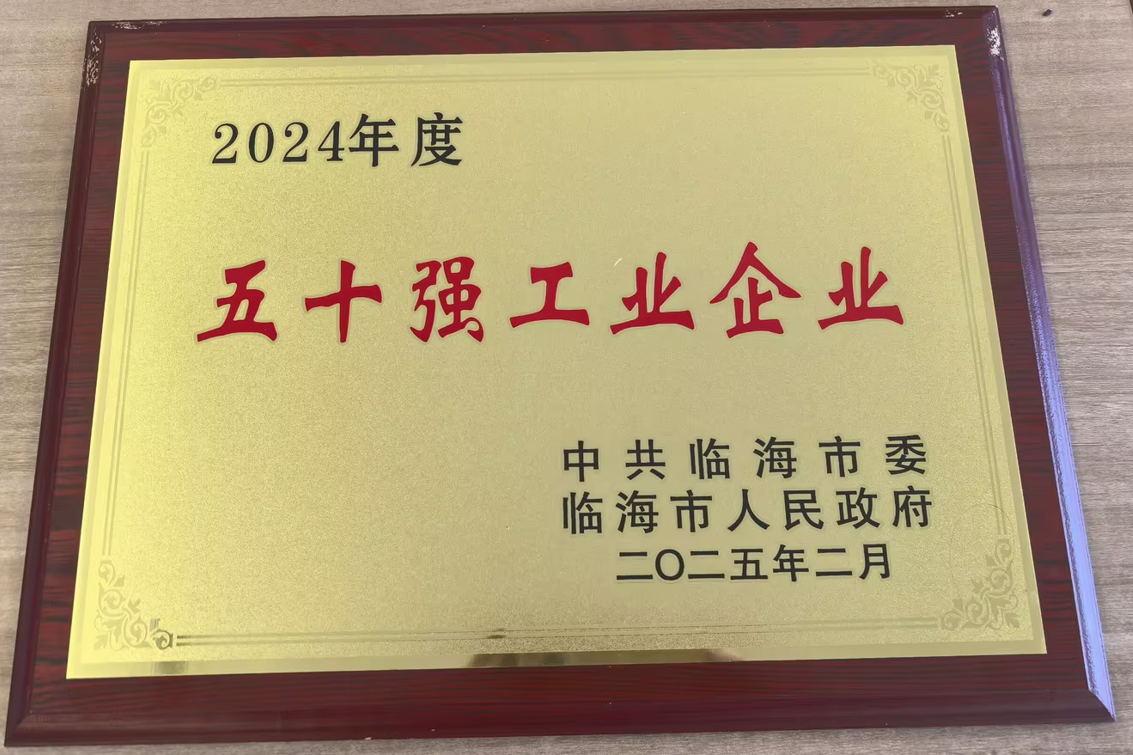 2024年度
五十强工业企业
中共临海市委
临海市人民政府
二〇二五年二月